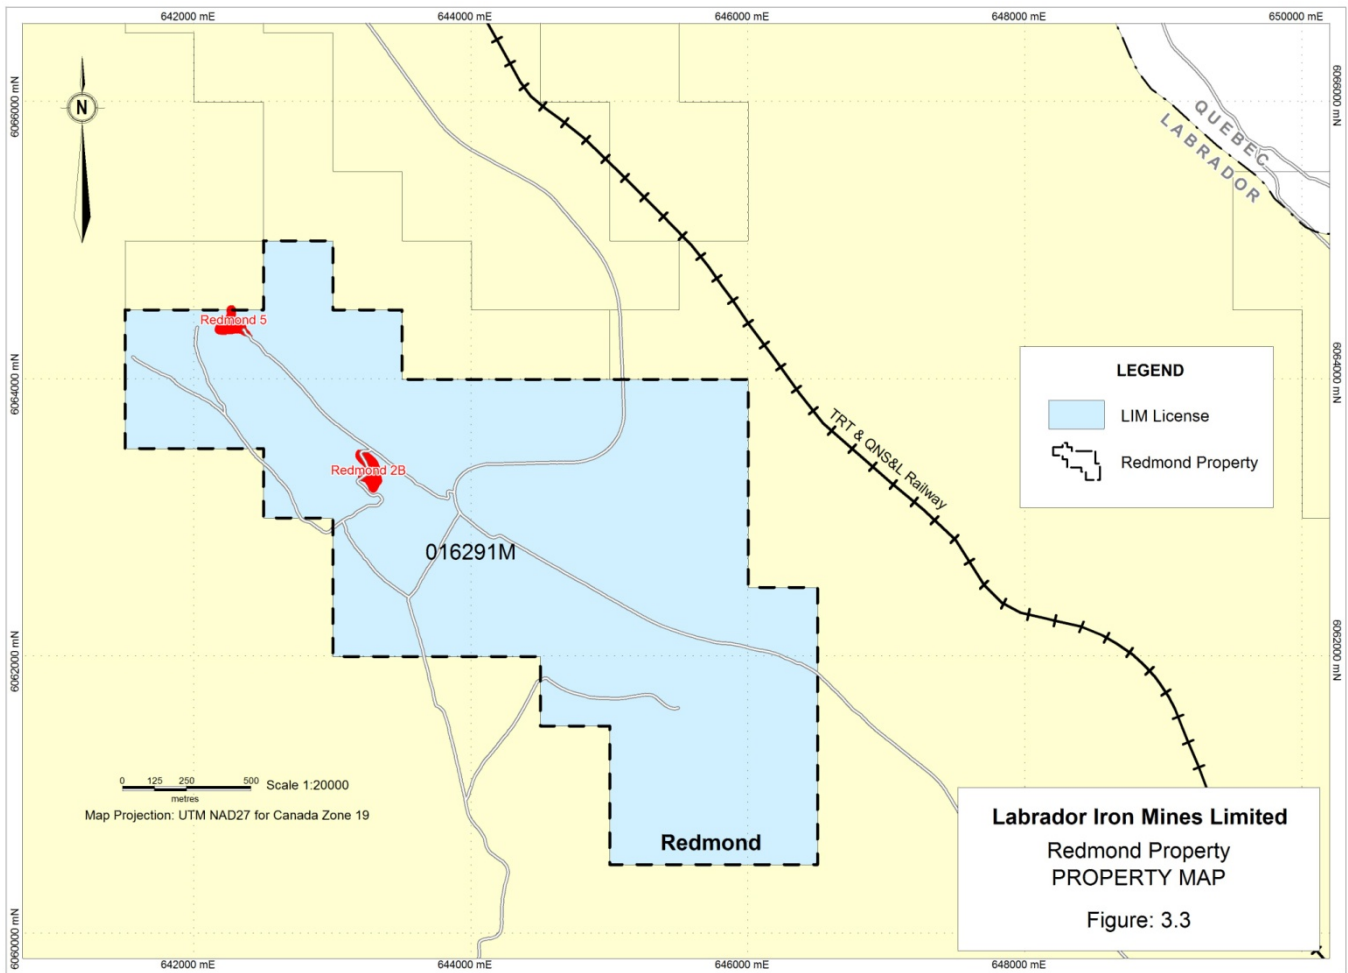 642000 mE
644000 mE
646000 mE
648000 mE
650000 mE
6066000 mN
6066000 mN
N
QUEBEC
LABRADOR
Redmond 5
6064000 mN
6064000 mN
LEGEND
LIM License
Redmond Property
TRT & QNS&L Railway
Redmond 2B
016291M
6062000 mN
6062000 mN
0 125 250 500
metres
Scale 1:20000
Map Projection: UTM NAD27 for Canada Zone 19
Redmond
Labrador Iron Mines Limited
Redmond Property
PROPERTY MAP
Figure: 3.3
6060000 mN
642000 mE
644000 mE
646000 mE
648000 mE